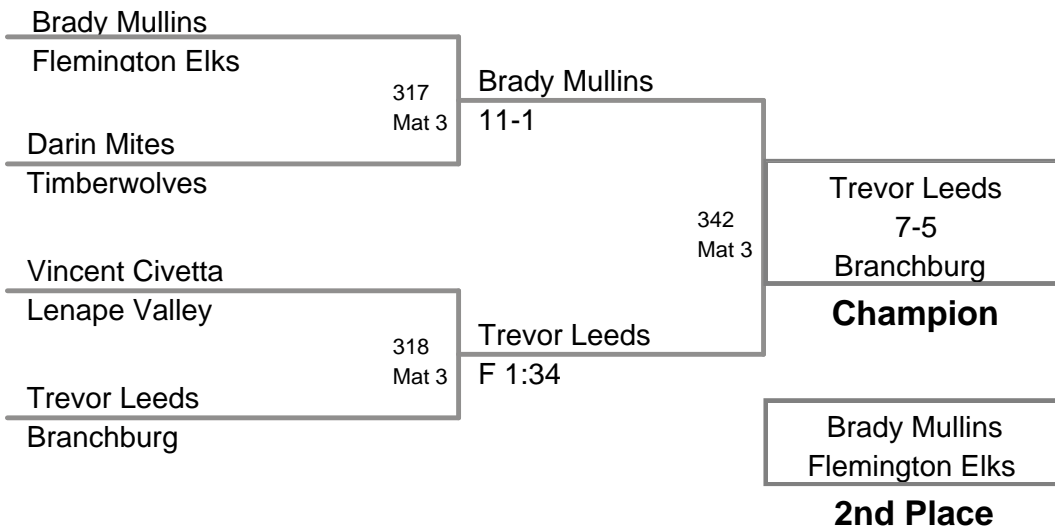 Brady Mullins
Flemington Elks
317
Mat 3
Brady Mullins
11-1
Darin Mites
Timberwolves
Trevor Leeds
7-5
Branchburg
Champion
342
Mat 3
Vincent Civetta
Lenape Valley
318
Mat 3
Trevor Leeds
F 1:34
Trevor Leeds
Branchburg
Brady Mullins
Flemington Elks
2nd Place